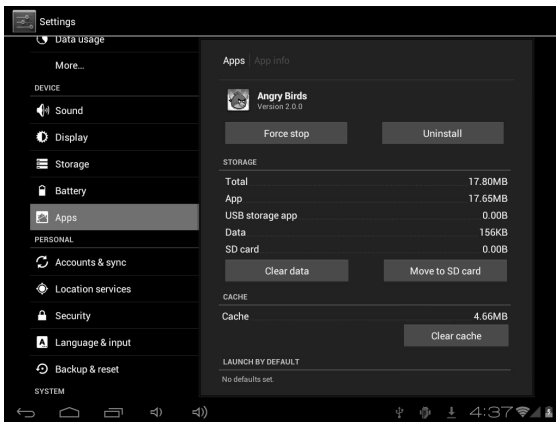 Settings
Data usage
More...
DEVICE
Sound
Display
Storage
Battery
Apps
PERSONAL
Accounts & sync
Location services
Security
Language & input
Backup & reset
SYSTEM
Apps App info
Angry Birds
Version 2.0.0
Force stop Uninstall
STORAGE
Total 17.80MB
App 17.65MB
USB storage app 0.00B
Data 156KB
SD card 0.00B
Clear data Move to SD card
CACHE
Cache 4.66MB
Clear cache
LAUNCH BY DEFAULT
No defaults set.
4:37